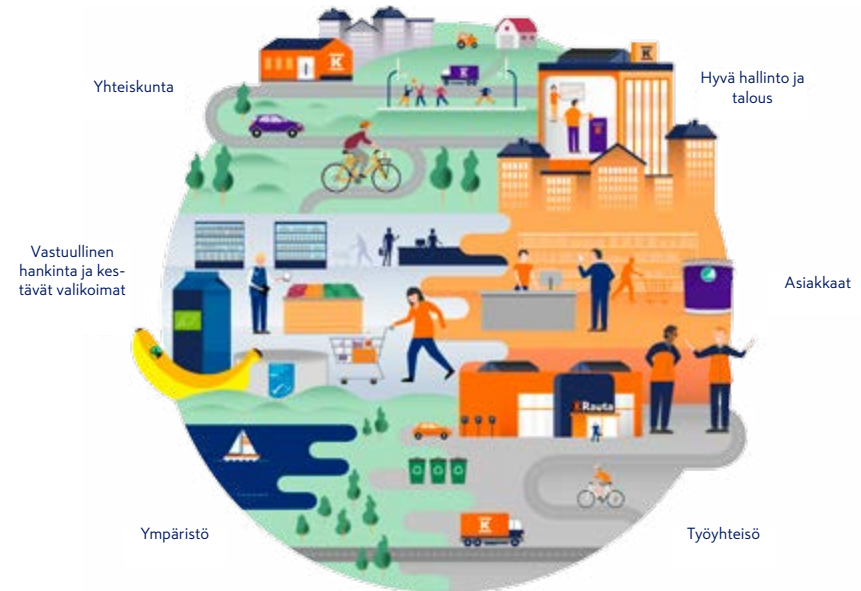 Yhteiskunta
Hyvä hallinto ja
talous
Vastuullinen
hankinta ja kes-
tävät valikoimat
Asiakkaat
K
K
K
K Rauta
K
Ympäristö
Työyhteisö